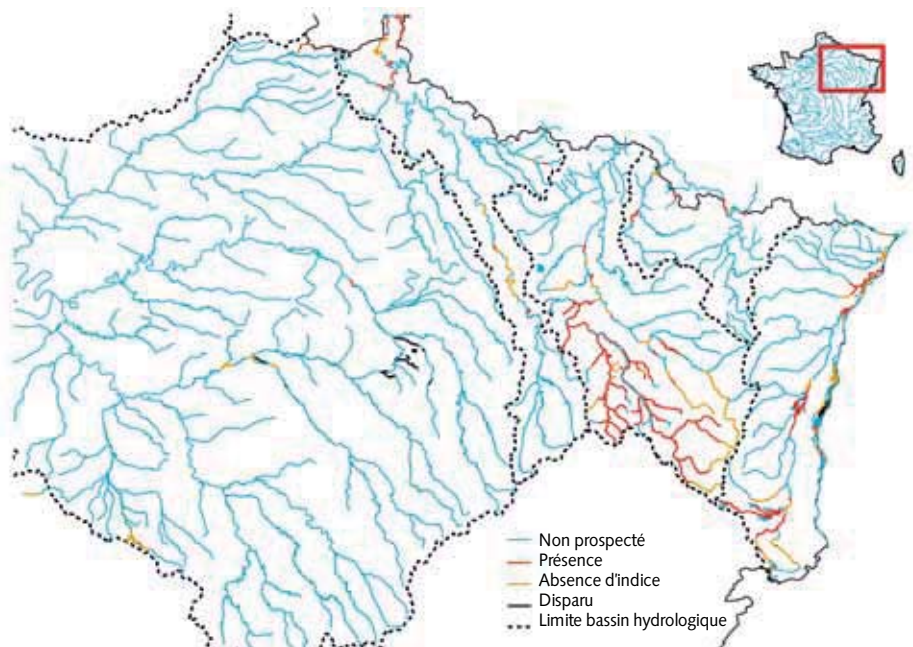 Non prospecté
Présence
Absence d'indice
Disparu
Limite bassin hydrologique